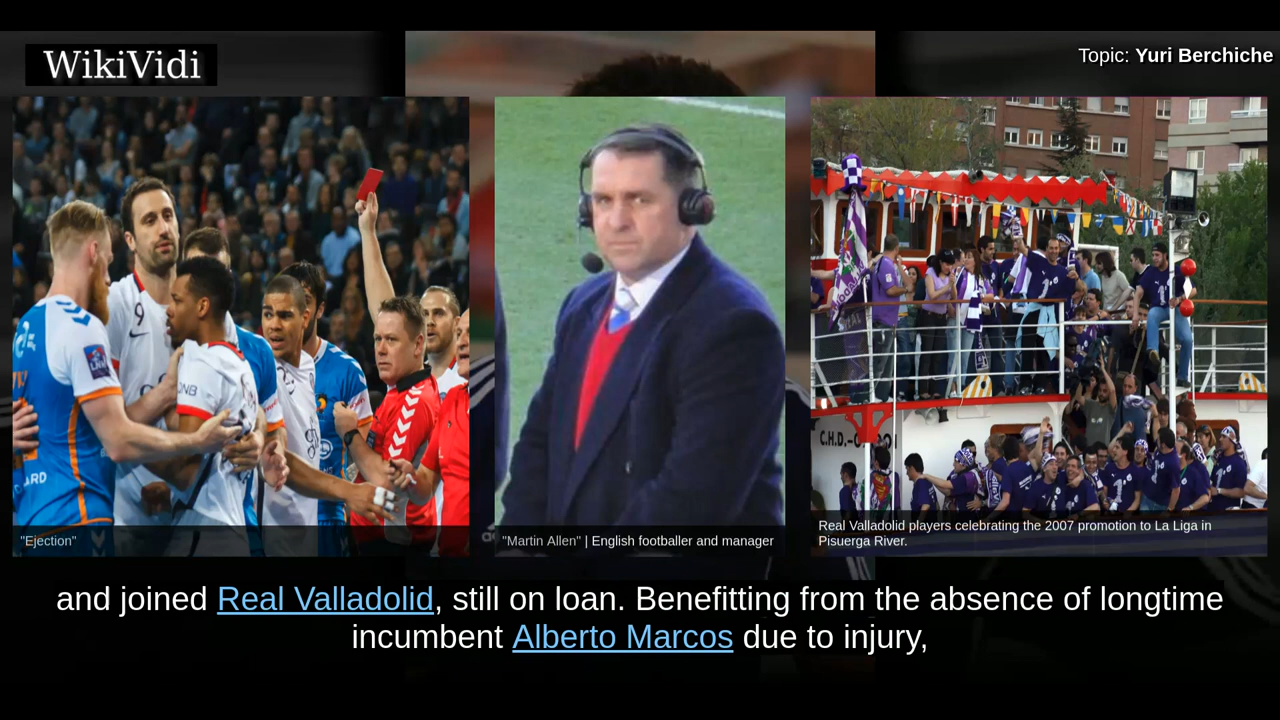 WikiVidi
Topic: Yuri Berchiche
9
"Ejection"
"Martin Allen" | English footballer and manager
C.H.D.-
Real Valladolid players celebrating the 2007 promotion to La Liga in
Pisuerga River.
and joined Real Valladolid, still on loan. Benefitting from the absence of longtime
incumbent Alberto Marcos due to injury,